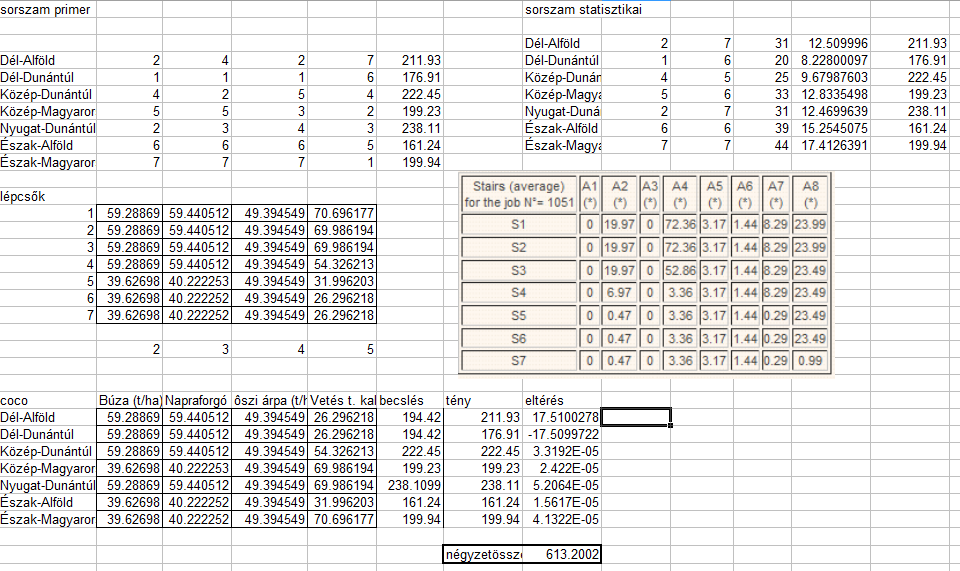 sorszam primer	sorszam statisztikai
Dél-Alföld 2 7 31 12.509996 211.93
Dél-Alföld 2 4 2 7 211.93	Dél-Dunántúl 1 6 20 8.22800097 176.91
Dél-Dunántúl 1 1 1 6 176.91	Közép-Dunán 4 5 25 9.67987603 222.45
Közép-Dunántúl 4 2 5 4 222.45	Közép-Magya 5 6 33 12.8335498 199.23
Közép-Magyaror 5 5 3 2 199.23	Nyugat-Duná 2 7 31 12.4699639 238.11
Nyugat-Dunántúl 2 3 4 3 238.11	Észak-Alföld 6 6 39 15.2545075 161.24
Észak-Alföld 6 6 6 5 161.24	Észak-Magya 7 7 44 17.4126391 199.94
Észak-Magyaror 7 7 7 1 199.94
lépcsők
1 59.28869 59.440512 49.394549 70.696177
2 59.28869 59.440512 49.394549 69.986194
3 59.28869 59.440512 49.394549 69.986194
4 59.28869 59.440512 49.394549 54.326213
5 39.62698 40.222253 49.394549 31.996203
6 39.62698 40.222252 49.394549 26.296218
7 39.62698 40.222252 49.394549 26.296218
2 3 4 5
Stairs (average) for the job N°= 1051 A1 (*) A2 (*) A3 (*) A4 (*) A5 (*) A6 (*) A7 (*) A8 (*)
S1 0 19.97 0 72.36 3.17 1.44 8.29 23.99
S2 0 19.97 0 72.36 3.17 1.44 8.29 23.99
S3 0 19.97 0 52.86 3.17 1.44 8.29 23.49
S4 0 6.97 0 3.36 3.17 1.44 8.29 23.49
S5 0 0.47 0 3.36 3.17 1.44 0.29 23.49
S6 0 0.47 0 3.36 3.17 1.44 0.29 23.49
S7 0 0.47 0 3.36 3.17 1.44 0.29 0.99
coco Búza (t/ha) Napraforgó ôszi árpa (t/h Vetés t. kal becslés tény eltérés
Dél-Alföld 59.28869 59.440512 49.394549 26.296218 194.42 211.93 17.5100278
Dél-Dunántúl 59.28869 59.440512 49.394549 26.296218 194.42 176.91 -17.5099722
Közép-Dunántúl 59.28869 59.440512 49.394549 54.326213 222.45 222.45 3.3192E-05
Közép-Magyaror 39.62698 40.222253 49.394549 69.986194 199.23 199.23 2.422E-05
Nyugat-Dunántúl 59.28869 59.440512 49.394549 69.986194 238.1099 238.11 5.2064E-05
Észak-Alföld 39.62698 40.222252 49.394549 31.996203 161.24 161.24 1.5617E-05
Észak-Magyaror 39.62698 40.222252 49.394549 70.696177 199.94 199.94 4.1322E-05
négyzetössze 613.2002